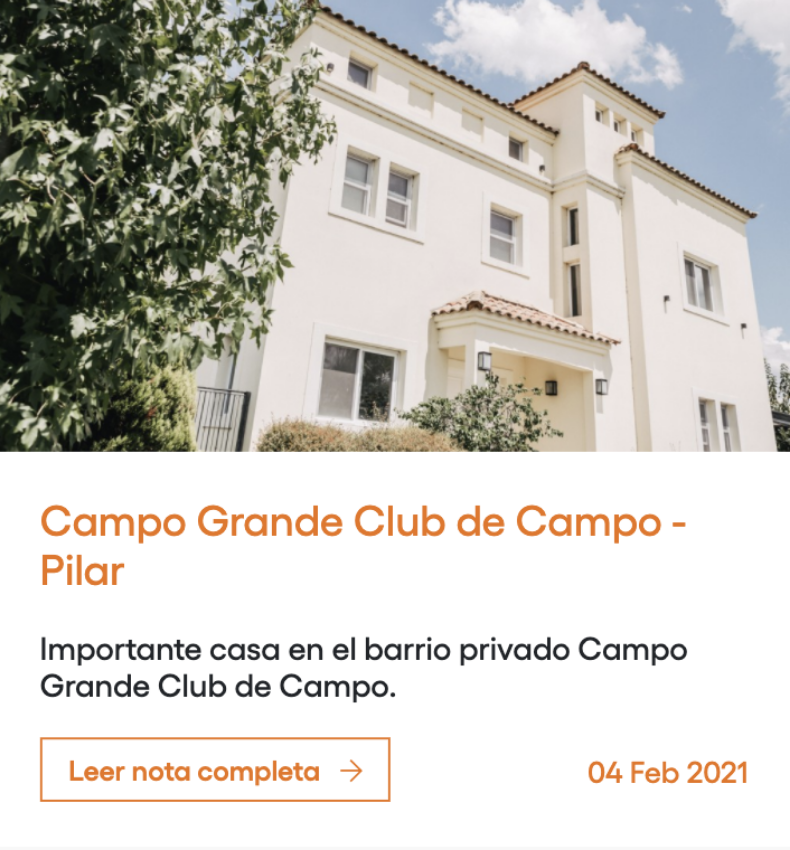 Campo Grande Club de Campo -
Pilar
Importante casa en el barrio privado Campo
Grande Club de Campo.
Leer nota completa →
04 Feb 2021